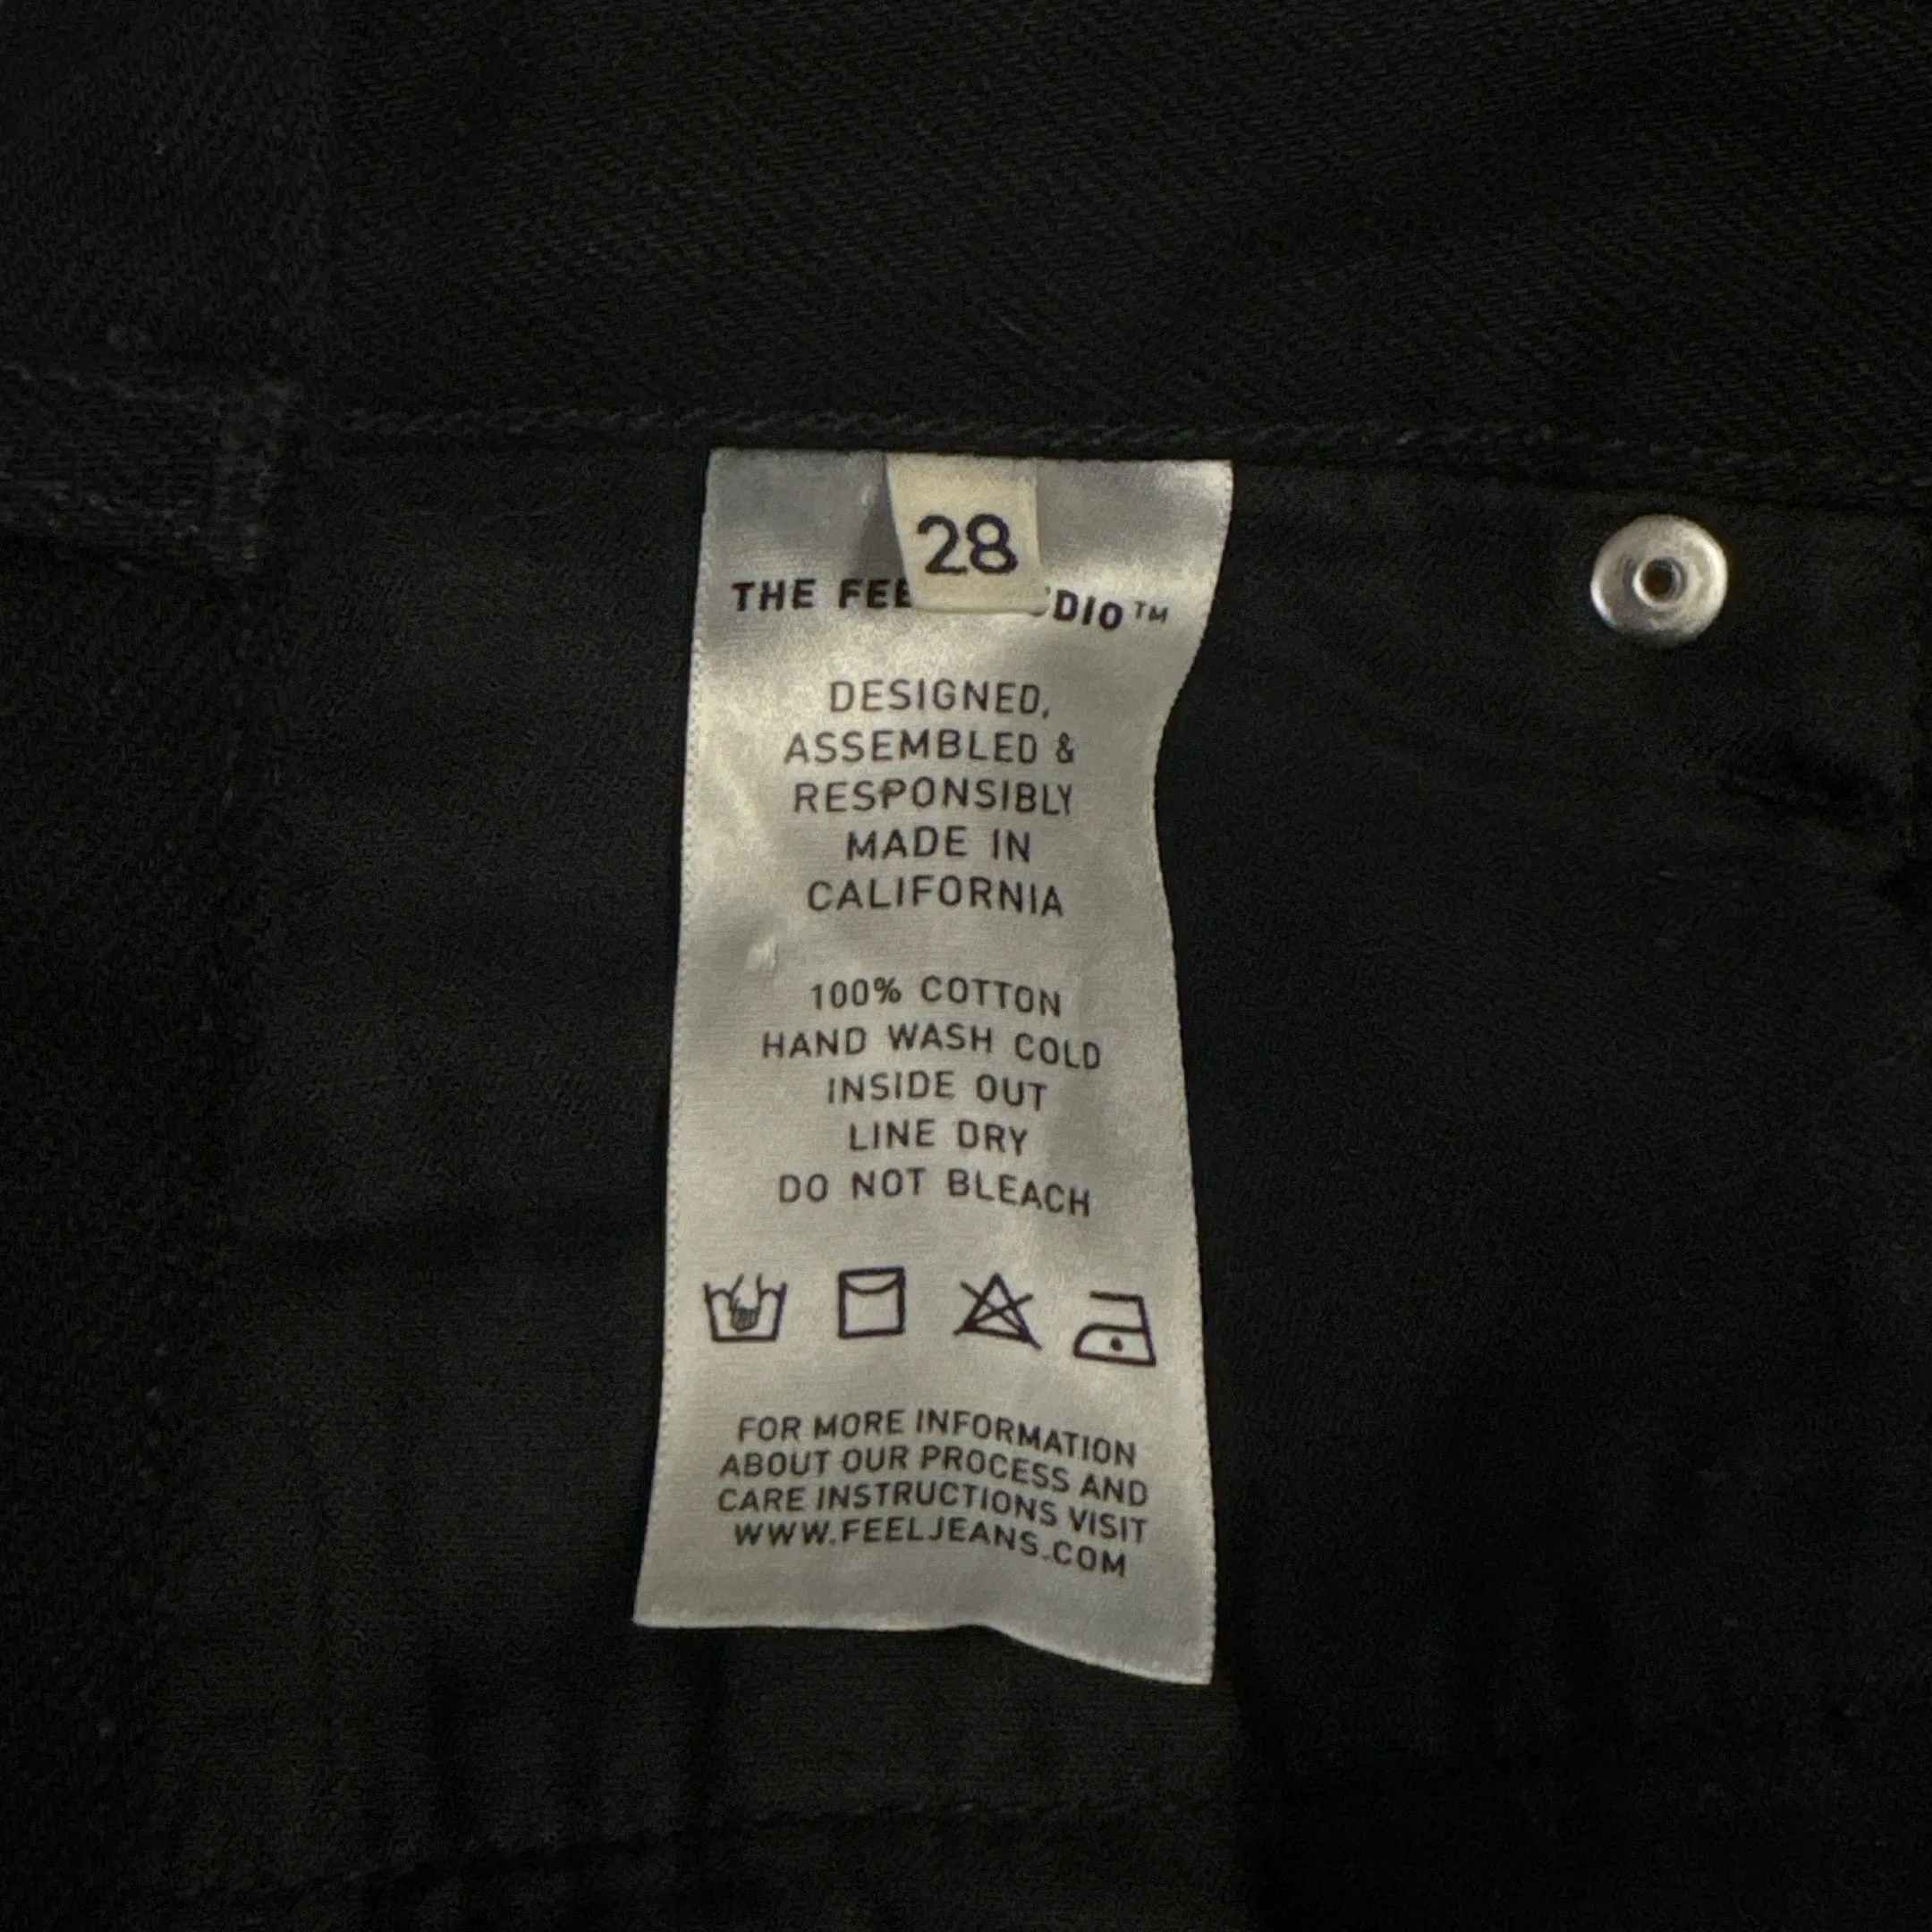 28
THE FEE DIO™
DESIGNED,
ASSEMBLED &
RESPONSIBLY
MADE IN
CALIFORNIA
100% COTTON
HAND WASH COLD
INSIDE OUT
LINE DRY
DO NOT BLEACH
FOR MORE INFORMATION
ABOUT OUR PROCESS AND
CARE INSTRUCTIONS VISIT
WWW.FEELJEANS.COM